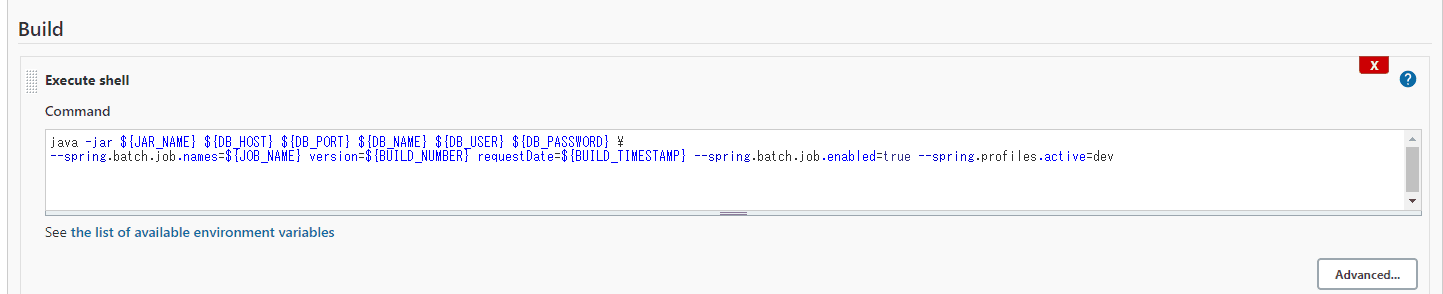 Build
X
Execute shell
?
Command
java -jar ${JAR_NAME} ${DB_HOST} ${DB_PORT} ${DB_NAME} ${DB_USER} ${DB_PASSWORD} ¥
--spring.batch.job.names=${JOB_NAME} version=${BUILD_NUMBER} requestDate=${BUILD_TIMESTAMP} --spring.batch.job.enabled=true --spring.profiles.active=dev
See the list of available environment variables
Advanced...